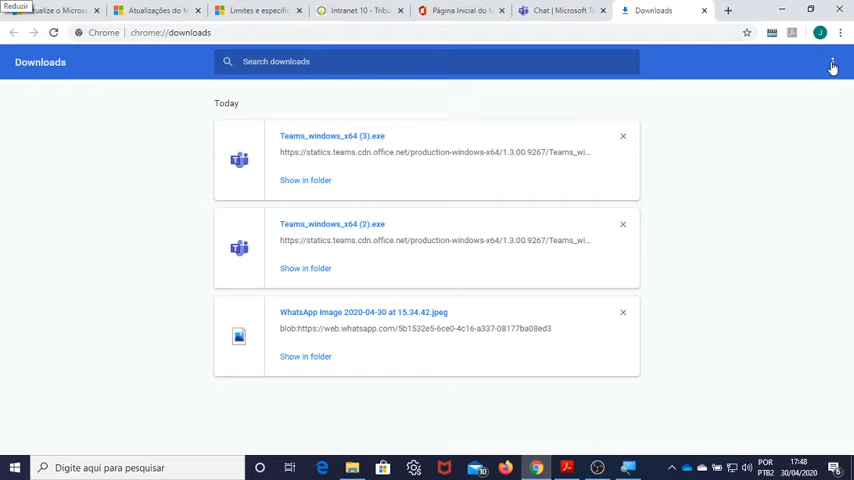 Reduzir
ualize o Microso
Atualizações do M
Limites e especifi
Intranet 10 - Tribu
Página Inicial do M
Chat | Microsoft Te
Downloads
Chrome | chrome://downloads
J
Downloads
Search downloads
Today
Teams_windows_x64 (3).exe
https://statics.teams.cdn.office.net/production-windows-x64/1.3.00.9267/Teams_wi...
Show in folder
Teams_windows_x64 (2).exe
https://statics.teams.cdn.office.net/production-windows-x64/1.3.00.9267/Teams_wi...
Show in folder
WhatsApp Image 2020-04-30 at 15.34.42.jpeg
blob:https://web.whatsapp.com/5b1532e5-6ce0-4c16-a337-08177ba08ed3
Show in folder
Digite aqui para pesquisar
10
POR
PTB2
17:48
30/04/2020